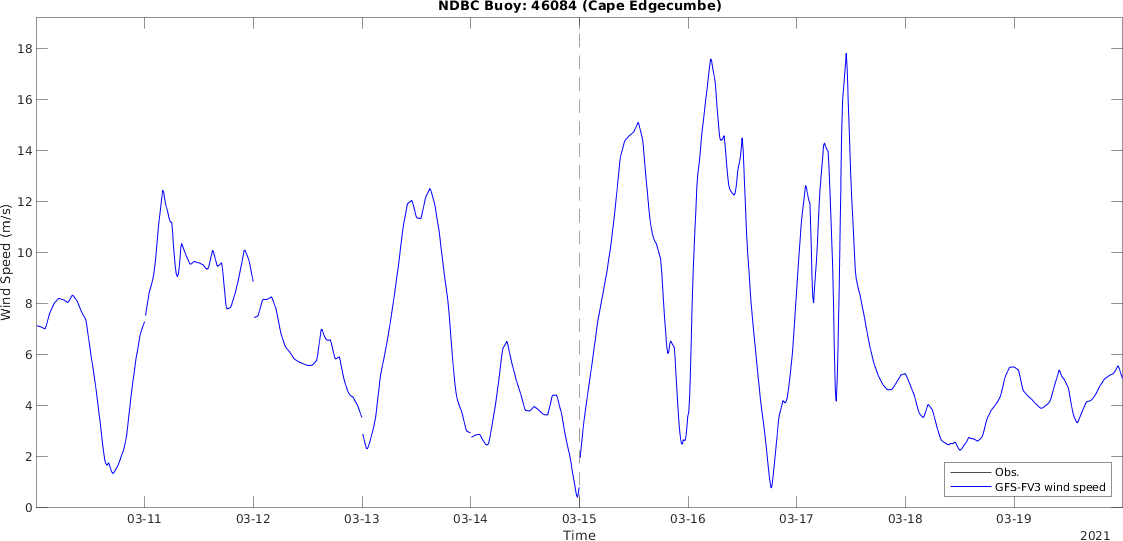 NDBC Buoy: 46084 (Cape Edgecumbe)
18
16
14
12
10
8
6
4
2
0
Wind Speed (m/s)
03-11 03-12 03-13 03-14 03-15 03-16 03-17 03-18 03-19
Time
2021
Obs.
GFS-FV3 wind speed